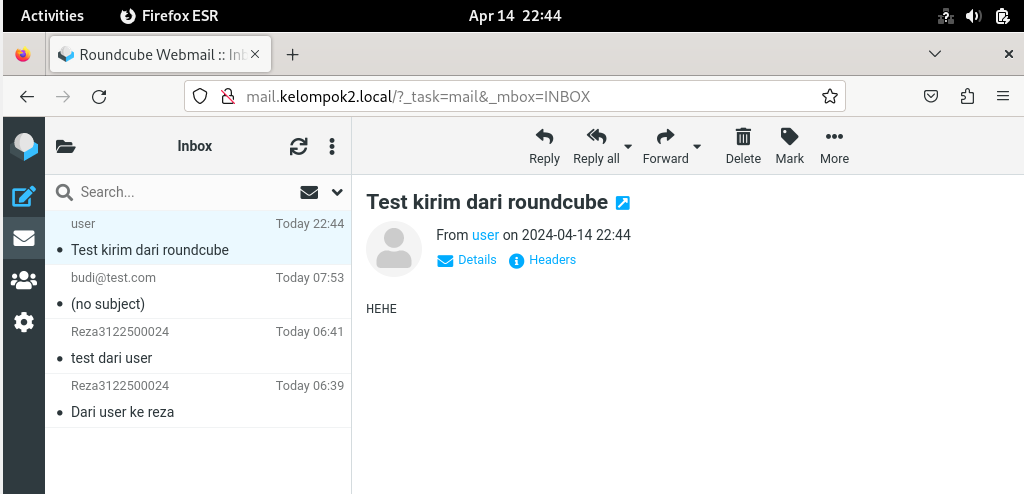 Activities Firefox ESR Apr 14 22:44
Roundcube Webmail :: Inb
mail.kelompok2.local/?_task=mail&_mbox=INBOX
Inbox
Reply Reply all Forward Delete Mark More
Search...
user Today 22:44
Test kirim dari roundcube
budi@test.com Today 07:53
(no subject)
Reza3122500024 Today 06:41
test dari user
Reza3122500024 Today 06:39
Dari user ke reza
Test kirim dari roundcube
From user on 2024-04-14 22:44
Details Headers
HEHE